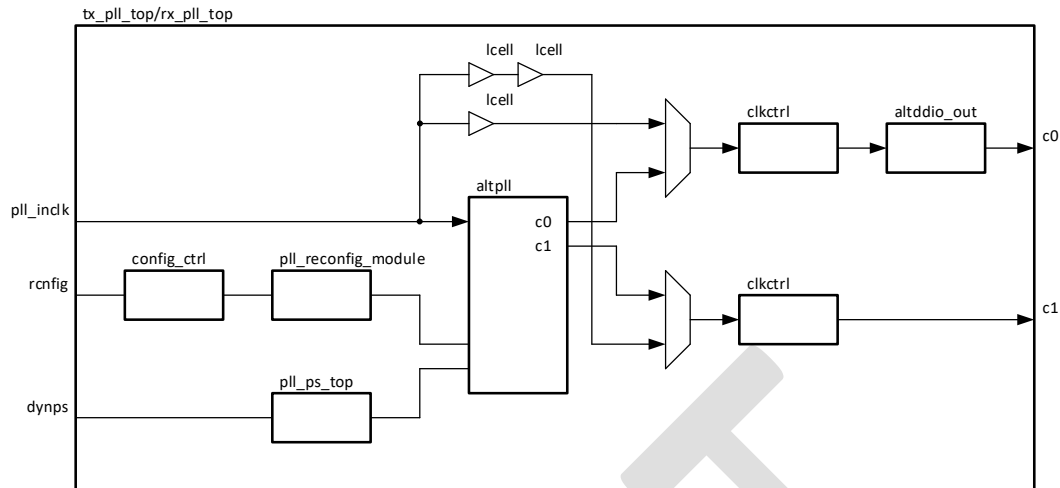 tx_pll_top/rx_pll_top
lcell lcell
lcell
clkctrl altddio_out
c0
altpll
pll_inclk
c0
c1
config_ctrl pll_reconfig_module
rcnfig
clkctrl
c1
pll_ps_top
dynps